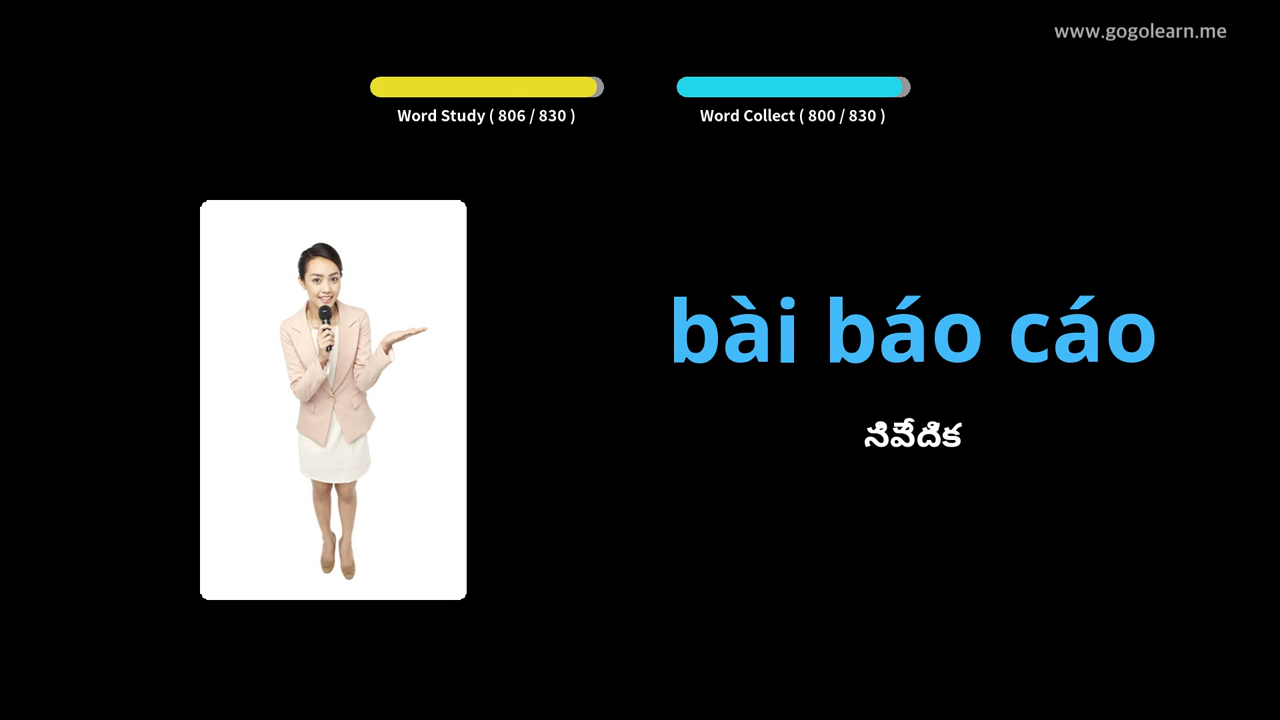 www.gogolearn.me
Word Study ( 806 / 830 )
Word Collect ( 800 / 830 )
bài báo cáo
నివేదిక